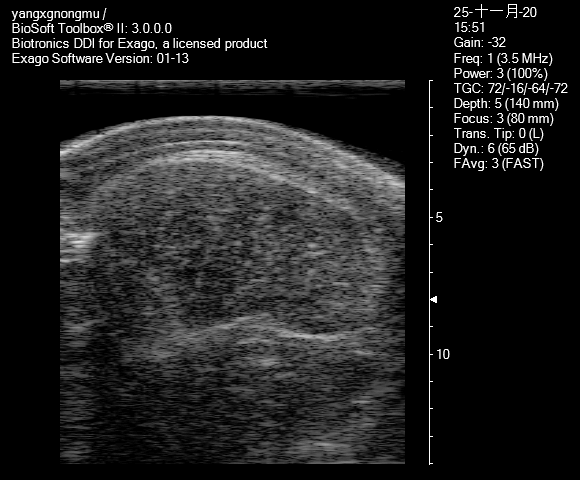 yangxgnongmu /
BioSoft Toolbox® II: 3.0.0.0
Biotronics DDI for Exago, a licensed product
Exago Software Version: 01-13
25-十一月-20
15:51
Gain: -32
Freq: 1 (3.5 MHz)
Power: 3 (100%)
TGC: 72/-16/-64/-72
Depth: 5 (140 mm)
Focus: 3 (80 mm)
Trans. Tip: 0 (L)
Dyn.: 6 (65 dB)
FAvg: 3 (FAST)
5
10